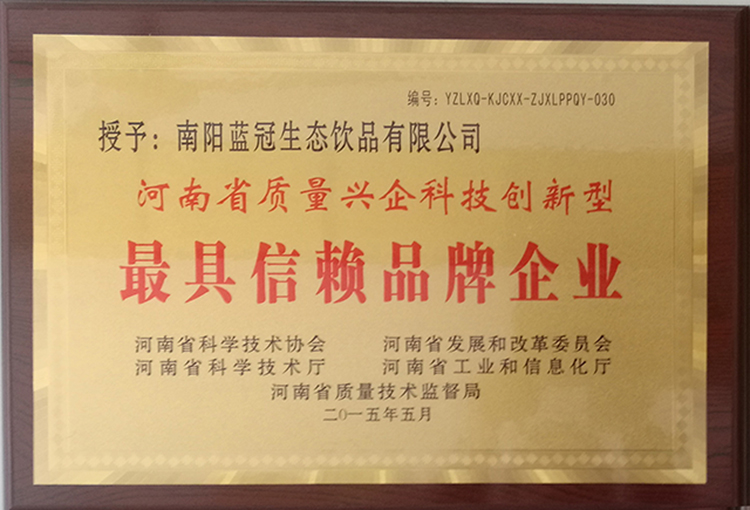 编号：YZLXQ-KJCXX-ZJXLPPQY-030
授予：南阳蓝冠生态饮品有限公司
河南省质量兴企科技创新型
最具信赖品牌企业
河南省科学技术协会 河南省发展和改革委员会
河南省科学技术厅 河南省工业和信息化厅
河南省质量技术监督局
二〇一五年五月